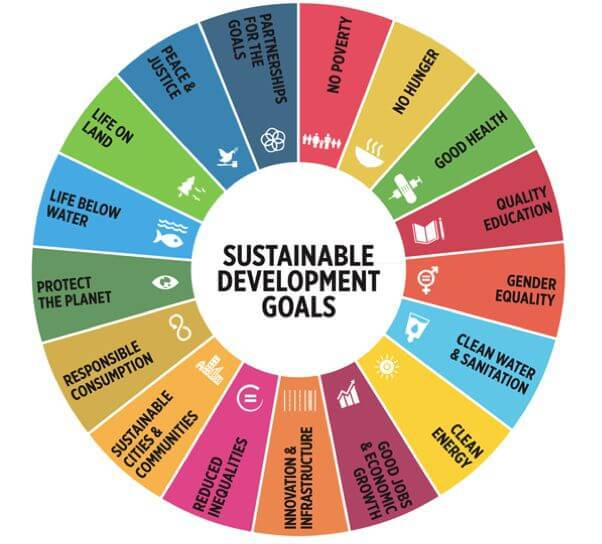 SUSTAINABLE
DEVELOPMENT
GOALS
NO POVERTY
NO HUNGER
GOOD HEALTH
QUALITY
EDUCATION
GENDER
EQUALITY
CLEAN WATER
& SANITATION
CLEAN
ENERGY
GOOD JOBS
& ECONOMIC
GROWTH
INNOVATION &
INFRASTRUCTURE
REDUCED
INEQUALITIES
SUSTAINABLE
CITIES &
COMMUNITIES
RESPONSIBLE
CONSUMPTION
PROTECT
THE PLANET
LIFE BELOW
WATER
LIFE ON
LAND
PEACE &
JUSTICE
PARTNERSHIPS
FOR THE
GOALS